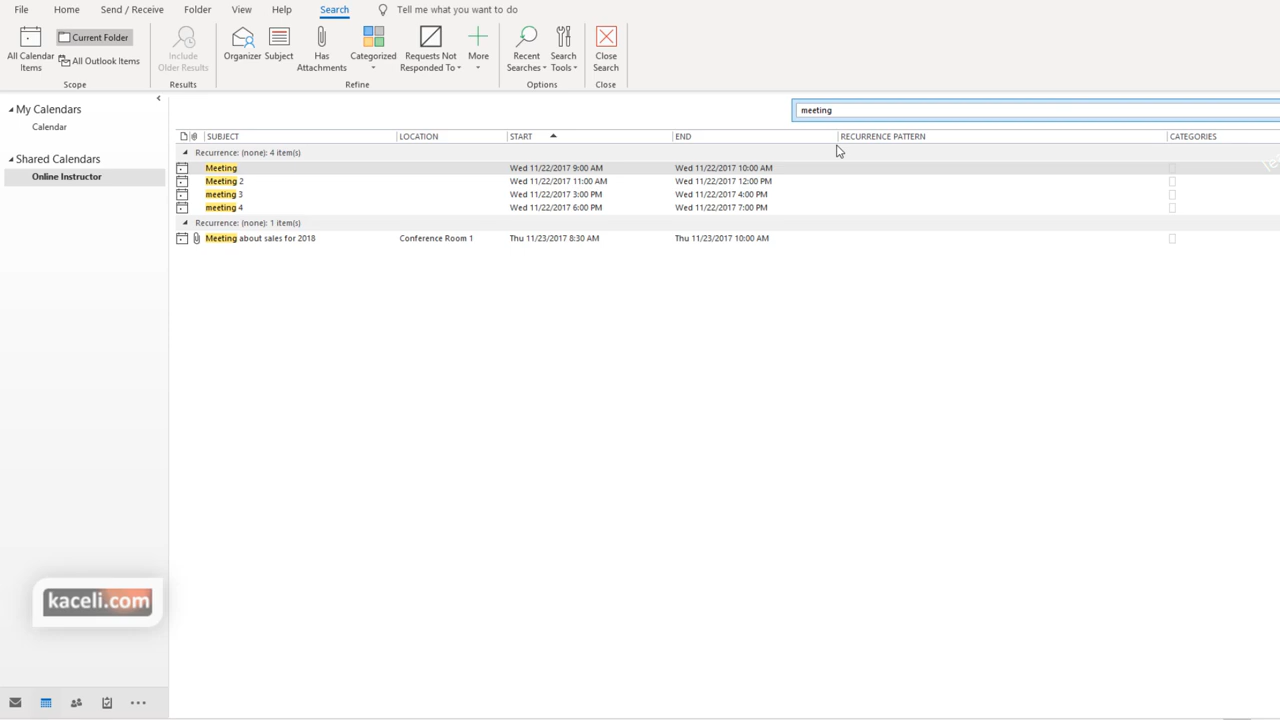 File Home Send / Receive Folder View Help Search Tell me what you want to do
All Calendar Items
Current Folder
All Outlook Items
Scope
Include Older Results
Results
Organizer
Subject
Has Attachments
Categorized
Requests Not Responded To
More
Refine
Recent Searches
Search Tools
Options
Close Search
Close
My Calendars
Calendar
Shared Calendars
Online Instructor
meeting
SUBJECT LOCATION START END RECURRENCE PATTERN CATEGORIES
Recurrence: (none): 4 item(s)
Meeting Wed 11/22/2017 9:00 AM Wed 11/22/2017 10:00 AM
Meeting 2 Wed 11/22/2017 11:00 AM Wed 11/22/2017 12:00 PM
meeting 3 Wed 11/22/2017 3:00 PM Wed 11/22/2017 4:00 PM
meeting 4 Wed 11/22/2017 6:00 PM Wed 11/22/2017 7:00 PM
Recurrence: (none): 1 item(s)
Meeting about sales for 2018 Conference Room 1 Thu 11/23/2017 8:30 AM Thu 11/23/2017 10:00 AM
kaceli.com